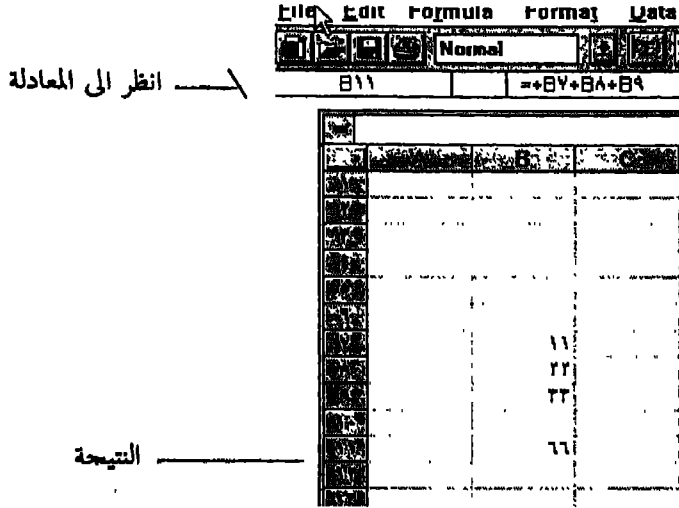 File Edit Formula Format Data
Normal
انظر الى المعادلة
B١١ =+B٧+B٨+B٩
B
١١
٢٢
٣٣
٦٦
النتيجة